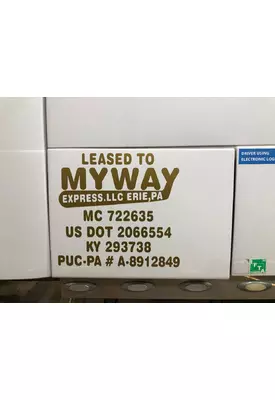 LEASED TO
MYWAY
EXPRESS.LLC ERIE,PA
MC 722635
US DOT 2066554
KY 293738
PUC-PA # A-8912849
DRIVER USING
ELECTRONIC LOG